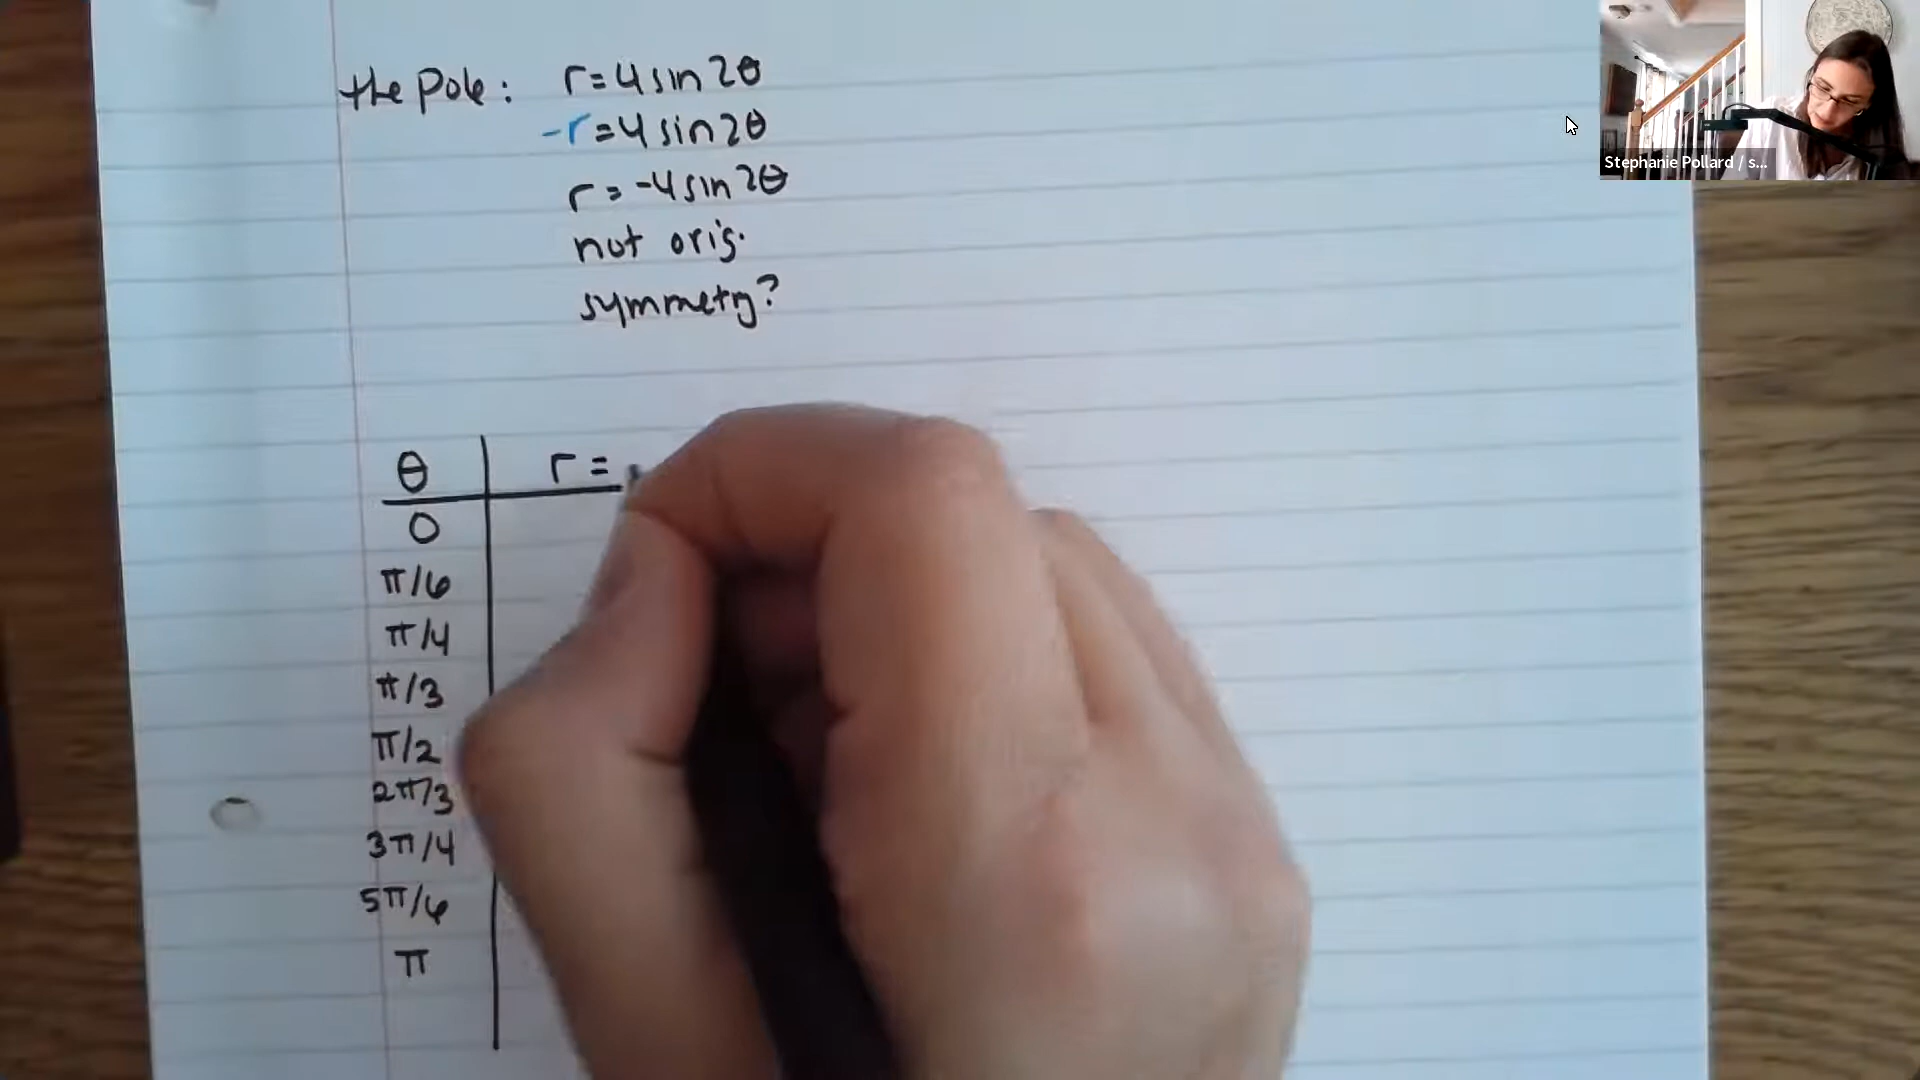 the Pole: r=4sin2θ
-r=4sin2θ
r=-4sin2θ
not orig.
symmetry?
θ r=
0
π/6
π/4
π/3
π/2
2π/3
3π/4
5π/6
π
Stephanie Pollard / s...